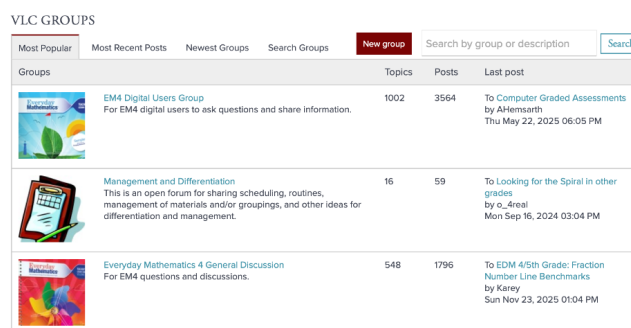 VLC GROUPS
Most Popular
Most Recent Posts
Newest Groups
Search Groups
New group
Search by group or description
Search
Groups
Topics
Posts
Last post
Everyday
Mathematics
EM4 Digital Users Group
For EM4 digital users to ask questions and share information.
1002
3564
To Computer Graded Assessments
by AHemsarth
Thu May 22, 2025 06:05 PM
Management and Differentiation
This is an open forum for sharing scheduling, routines,
management of materials and/or groupings, and other ideas for
differentiation and management.
16
59
To Looking for the Spiral in other
grades
by o_4real
Mon Sep 16, 2024 03:04 PM
Everyday
Mathematics
Everyday Mathematics 4 General Discussion
For EM4 questions and discussions.
548
1796
To EDM 4/5th Grade: Fraction
Number Line Benchmarks
by Karey
Sun Nov 23, 2025 01:04 PM